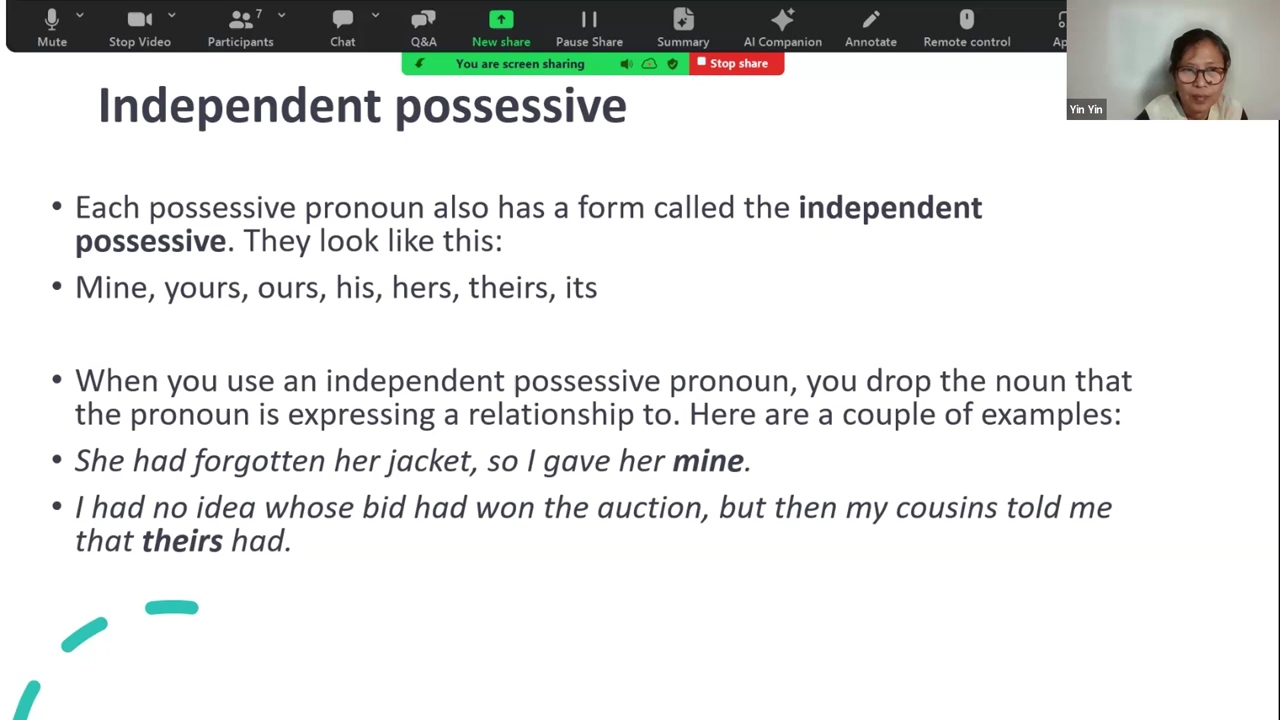 Mute
Stop Video
Participants
7
Chat
Q&A
New share
Pause Share
Summary
AI Companion
Annotate
Remote control
Ap
You are screen sharing
Stop share
Yin Yin
Independent possessive
• Each possessive pronoun also has a form called the independent
possessive. They look like this:
• Mine, yours, ours, his, hers, theirs, its
• When you use an independent possessive pronoun, you drop the noun that
the pronoun is expressing a relationship to. Here are a couple of examples:
• She had forgotten her jacket, so I gave her mine.
• I had no idea whose bid had won the auction, but then my cousins told me
that theirs had.